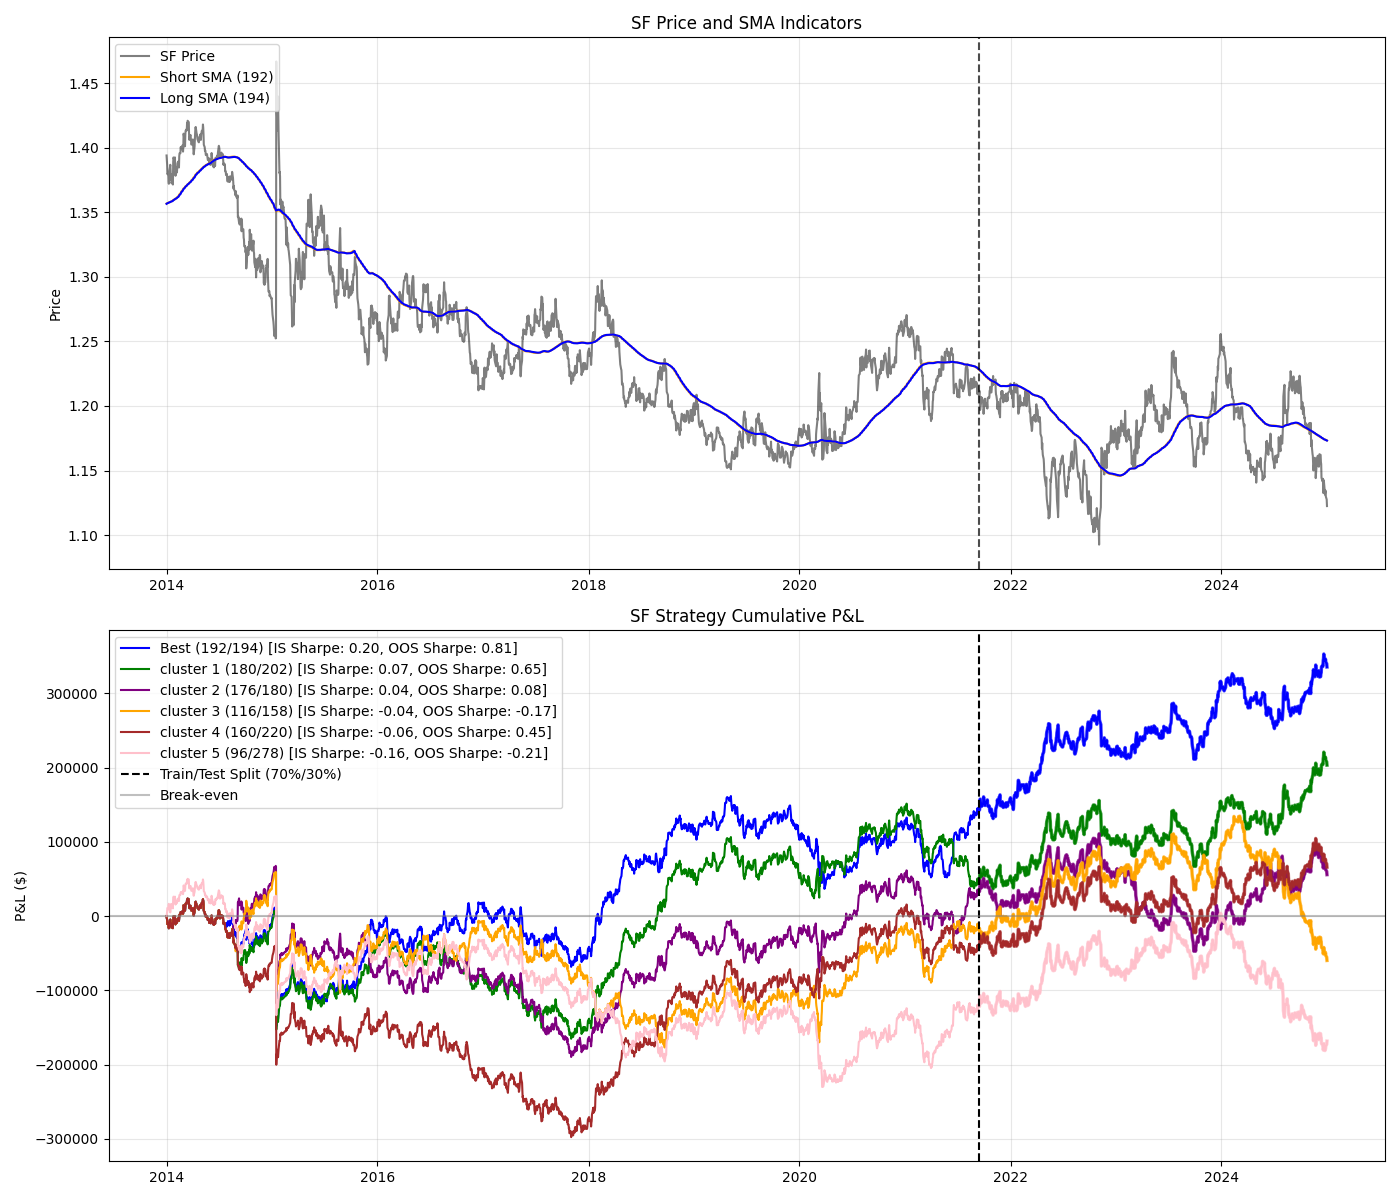 SF Price and SMA Indicators
SF Price
Short SMA (192)
Long SMA (194)
Price
1.45
1.40
1.35
1.30
1.25
1.20
1.15
1.10
2014
2016
2018
2020
2022
2024
SF Strategy Cumulative P&L
Best (192/194) [IS Sharpe: 0.20, OOS Sharpe: 0.81]
cluster 1 (180/202) [IS Sharpe: 0.07, OOS Sharpe: 0.65]
cluster 2 (176/180) [IS Sharpe: 0.04, OOS Sharpe: 0.08]
cluster 3 (116/158) [IS Sharpe: -0.04, OOS Sharpe: -0.17]
cluster 4 (160/220) [IS Sharpe: -0.06, OOS Sharpe: 0.45]
cluster 5 (96/278) [IS Sharpe: -0.16, OOS Sharpe: -0.21]
Train/Test Split (70%/30%)
Break-even
P&L ($)
300000
200000
100000
0
−100000
−200000
−300000
2014
2016
2018
2020
2022
2024